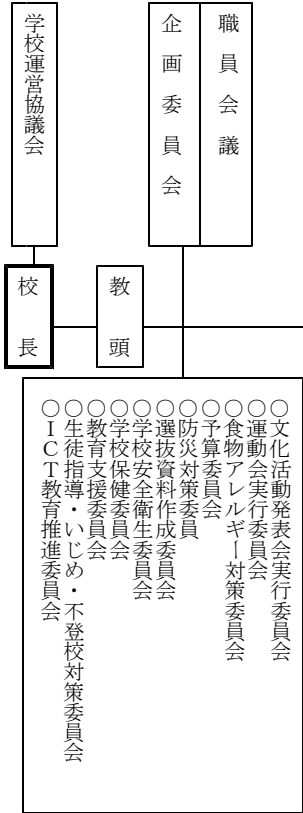 職員会議
企画委員会
学校運営協議会
教頭
校長
○文化活動発表会実行委員会
○運動会実行委員会
○食物アレルギー対策委員会
○予算委員会
○防災対策委員
○選抜資料作成委員会
○学校安全衛生委員会
○学校保健委員会
○教育支援委員会
○生徒指導・いじめ・不登校対策委員会
○ICT教育推進委員会